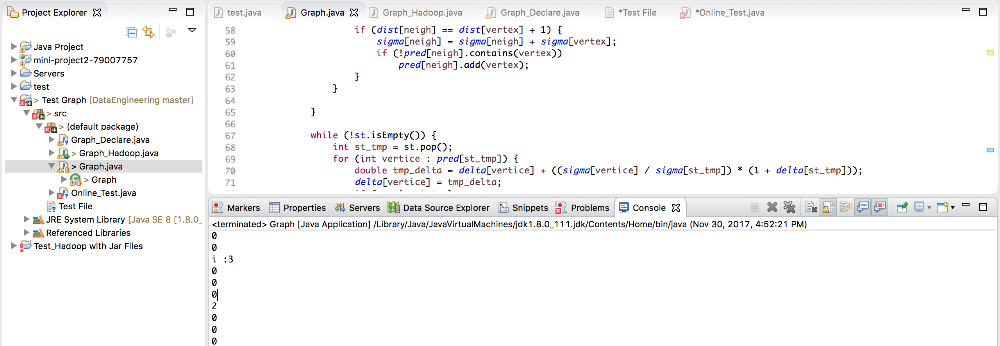 Project Explorer
Java Project
mini-project2-79007757
Servers
test
> Test Graph [DataEngineering master]
> src
> (default package)
Graph_Declare.java
> Graph_Hadoop.java
> Graph.java
> Graph
Online_Test.java
Test File
JRE System Library [Java SE 8 [1.8.0_
Referenced Libraries
Test_Hadoop with Jar Files
test.java Graph.java Graph_Hadoop.java Graph_Declare.java *Test File *Online_Test.java
58 if (dist[neigh] == dist[vertex] + 1) {
59 sigma[neigh] = sigma[neigh] + sigma[vertex];
60 if (!pred[neigh].contains(vertex))
61 pred[neigh].add(vertex);
62 }
63 }
64
65 }
66
67 while (!st.isEmpty()) {
68 int st_tmp = st.pop();
69 for (int vertice : pred[st_tmp]) {
70 double tmp_delta = delta[vertice] + ((sigma[vertice] / sigma[st_tmp]) * (1 + delta[st_tmp]));
71 delta[vertice] = tmp_delta;
Markers Properties Servers Data Source Explorer Snippets Problems Console
<terminated> Graph [Java Application] /Library/Java/JavaVirtualMachines/jdk1.8.0_111.jdk/Contents/Home/bin/java (Nov 30, 2017, 4:52:21 PM)
0
0
i :3
0
0
0
2
0
0
0